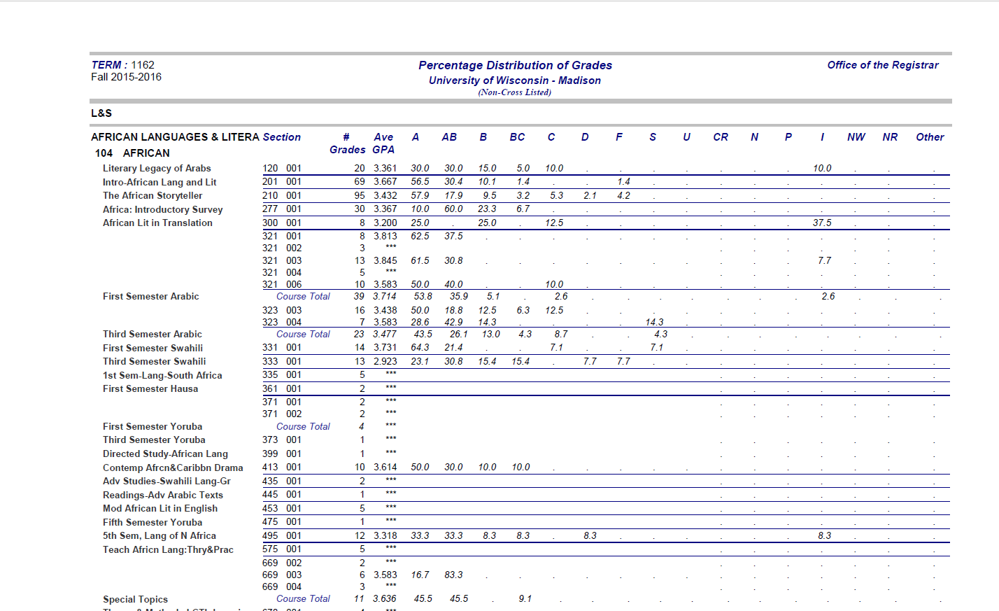 TERM : 1162 Percentage Distribution of Grades Office of the Registrar
Fall 2015-2016 University of Wisconsin - Madison
(Non-Cross Listed)
L&S
AFRICAN LANGUAGES & LITERA Section # Ave A AB B BC C D F S U CR N P I NW NR Other
104 AFRICAN Grades GPA
Literary Legacy of Arabs 120 001 20 3.361 30.0 30.0 15.0 5.0 10.0 . . . . . . . 10.0 . . .
Intro-African Lang and Lit 201 001 69 3.667 56.5 30.4 10.1 1.4 . . 1.4 . . . . . . . . .
The African Storyteller 210 001 95 3.432 57.9 17.9 9.5 3.2 5.3 2.1 4.2 . . . . . . . . .
Africa: Introductory Survey 277 001 30 3.367 10.0 60.0 23.3 6.7 . . . . . . . . . . . .
African Lit in Translation 300 001 8 3.200 25.0 . 25.0 . 12.5 . . . . . . . 37.5 . . .
321 001 8 3.813 62.5 37.5 . . . . . . . . . . . . . .
321 002 3 *** . . . . . . .
321 003 13 3.845 61.5 30.8 . . . . . . . . . . 7.7 . . .
321 004 5 *** . . . . . . .
321 006 10 3.583 50.0 40.0 . . 10.0 . . . . . . . . . . .
First Semester Arabic Course Total 39 3.714 53.8 35.9 5.1 . 2.6 . . . . . . . 2.6 . . .
323 003 16 3.438 50.0 18.8 12.5 6.3 12.5 . . . . . . . . . . .
323 004 7 3.583 28.6 42.9 14.3 . . . . 14.3 . . . . . . . .
Third Semester Arabic Course Total 23 3.477 43.5 26.1 13.0 4.3 8.7 . . 4.3 . . . . . . . .
First Semester Swahili 331 001 14 3.731 64.3 21.4 . . 7.1 . . 7.1 . . . . . . . .
Third Semester Swahili 333 001 13 2.923 23.1 30.8 15.4 15.4 . 7.7 7.7 . . . . . . . . .
1st Sem-Lang-South Africa 335 001 5 *** . . . . . . .
First Semester Hausa 361 001 2 *** . . . . . . .
371 001 2 *** . . . . . . .
371 002 2 *** . . . . . . .
First Semester Yoruba Course Total 4 ***
Third Semester Yoruba 373 001 1 *** . . . . . . .
Directed Study-African Lang 399 001 1 *** . . . . . . .
Contemp Afrcn&Caribbn Drama 413 001 10 3.614 50.0 30.0 10.0 10.0 . . . . . . . . . . . .
Adv Studies-Swahili Lang-Gr 435 001 2 *** . . . . . . .
Readings-Adv Arabic Texts 445 001 1 *** . . . . . . .
Mod African Lit in English 453 001 5 *** . . . . . . .
Fifth Semester Yoruba 475 001 1 *** . . . . . . .
5th Sem, Lang of N Africa 495 001 12 3.318 33.3 33.3 8.3 8.3 . 8.3 . . . . . . 8.3 . . .
Teach Africn Lang:Thry&Prac 575 001 5 *** . . . . . . .
669 002 2 *** . . . . . . .
669 003 6 3.583 16.7 83.3 . . . . . . . . . . . . . .
669 004 3 *** . . . . . . .
Special Topics Course Total 11 3.636 45.5 45.5 . 9.1 . . . . . . . . . . . .